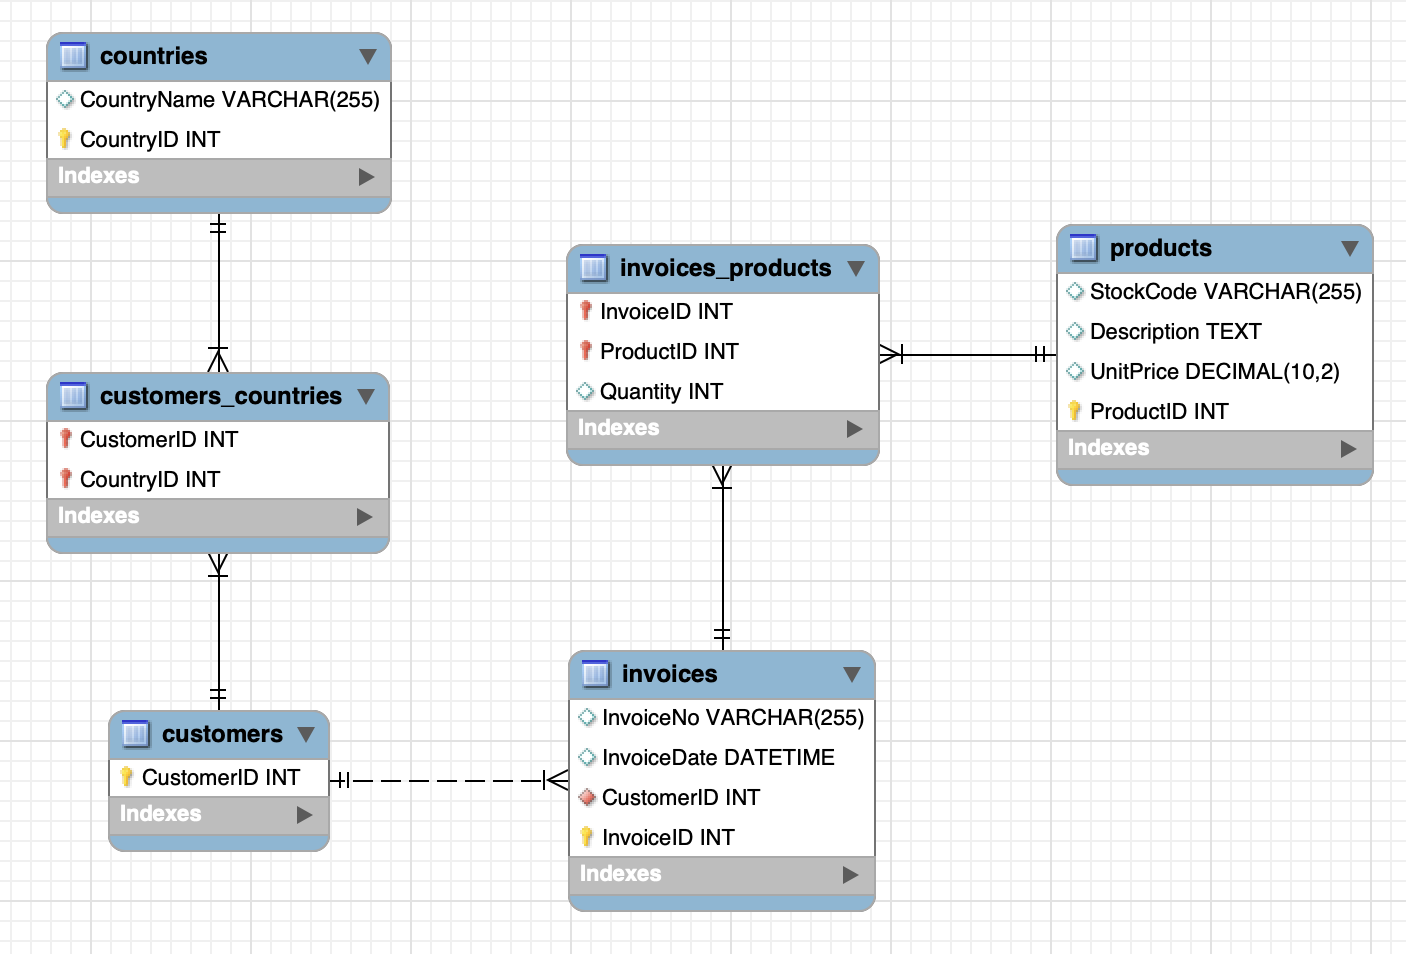 countries
CountryName VARCHAR(255)
CountryID INT
Indexes
customers_countries
CustomerID INT
CountryID INT
Indexes
customers
CustomerID INT
Indexes
invoices_products
InvoiceID INT
ProductID INT
Quantity INT
Indexes
invoices
InvoiceNo VARCHAR(255)
InvoiceDate DATETIME
CustomerID INT
InvoiceID INT
Indexes
products
StockCode VARCHAR(255)
Description TEXT
UnitPrice DECIMAL(10,2)
ProductID INT
Indexes